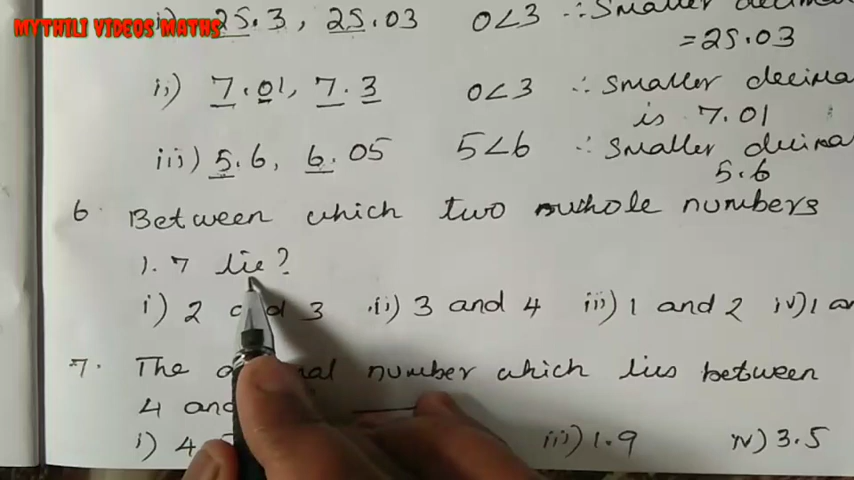 MYTHILI VIDEOS MATHS
i) 25.3, 25.03 0<3 ∴ Smaller
= 25.03
ii) 7.01, 7.3 0<3 ∴ Smaller decima
is 7.01
iii) 5.6, 6.05 5<6 ∴ Smaller decima
5.6
6. Between which two whole numbers
1.7 lie?
i) 2 and 3 ii) 3 and 4 iii) 1 and 2 iv) 1 an
7. The number which lies between
4 and
i) 4. iii) 1.9 iv) 3.5